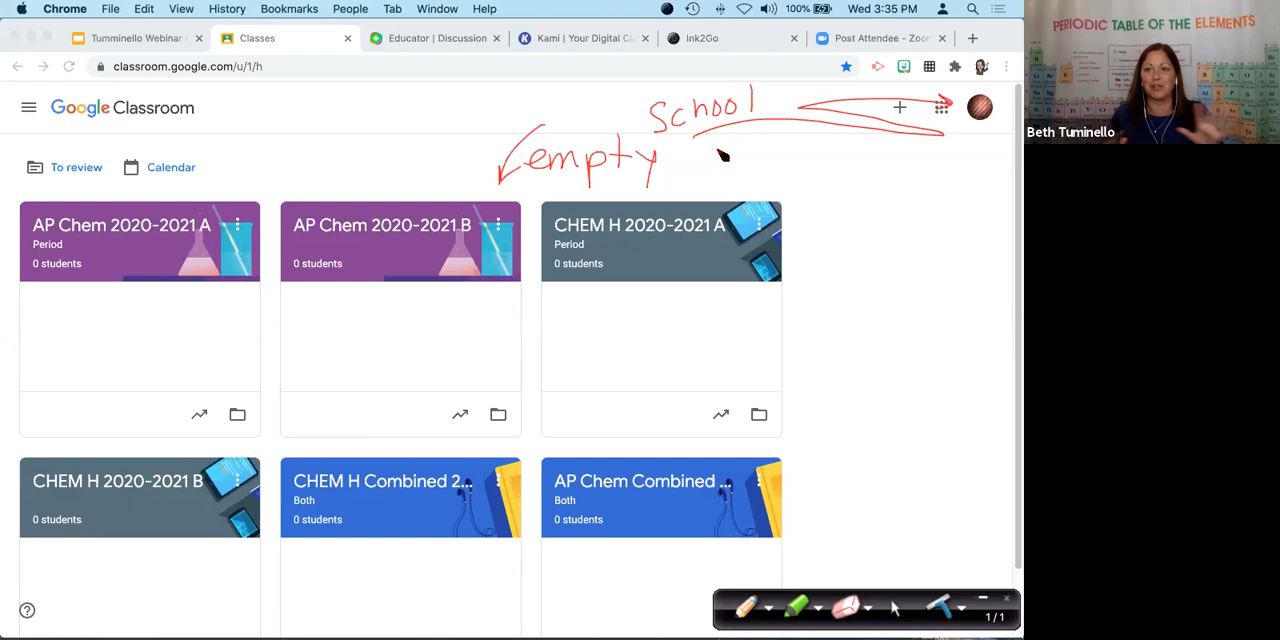 Chrome File Edit View History Bookmarks People Tab Window Help 100% Wed 3:35 PM
Tumminello Webinar Classes Educator | Discussion Kami | Your Digital Cl Ink2Go Post Attendee - Zoo
classroom.google.com/u/1/h
Google Classroom
School
empty
To review Calendar
AP Chem 2020-2021 A
Period
0 students
AP Chem 2020-2021 B
0 students
CHEM H 2020-2021 A
Period
0 students
CHEM H 2020-2021 B
0 students
CHEM H Combined 2...
Both
0 students
AP Chem Combined ...
Both
0 students
1/1
PERIODIC TABLE OF THE ELEMENTS
Beth Tuminello